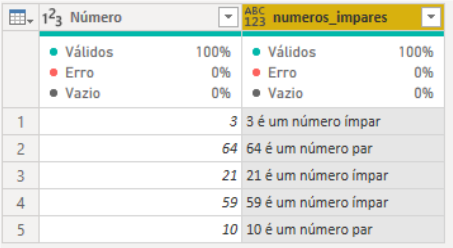 1²3 Número ABC 123 numeros_impares
Válidos 100% Válidos 100%
Erro 0% Erro 0%
Vazio 0% Vazio 0%
1 3 3 é um número ímpar
2 64 64 é um número par
3 21 21 é um número ímpar
4 59 59 é um número ímpar
5 10 10 é um número par